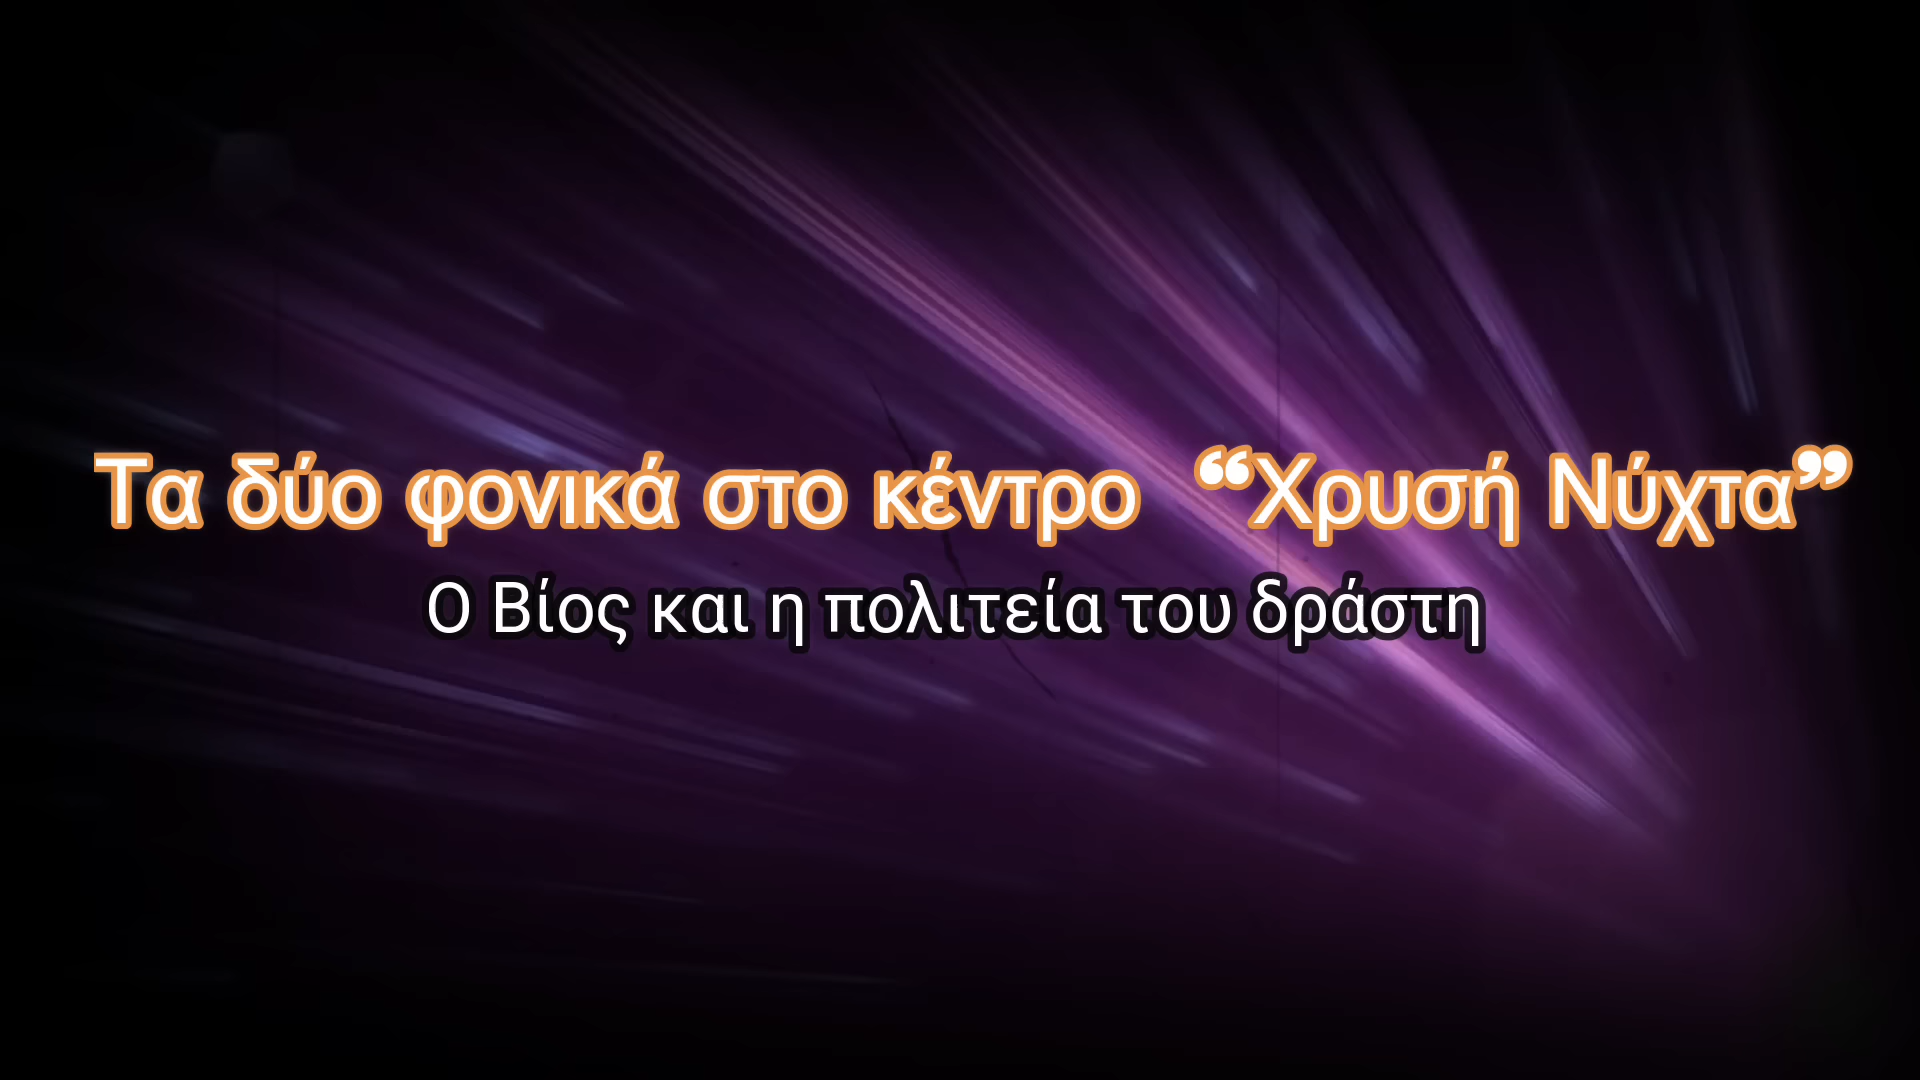 Τα δύο φονικά στο κέντρο “Χρυσή Νύχτα”
Ο Βίος και η πολιτεία του δράστη